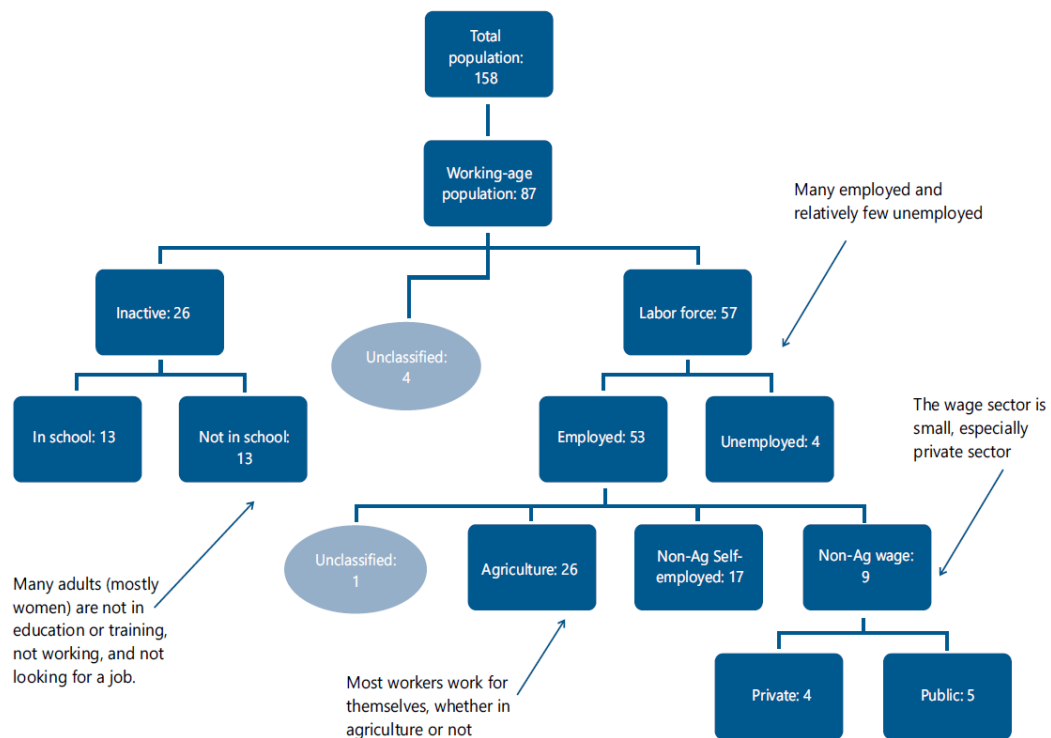 Total
population:
158
Working-age
population: 87
Many employed and
relatively few unemployed
Inactive: 26
Unclassified:
4
Labor force: 57
In school: 13
Not in school:
13
Employed: 53
Unemployed: 4
The wage sector is
small, especially
private sector
Unclassified:
1
Agriculture: 26
Non-Ag Self-
employed: 17
Non-Ag wage:
9
Many adults (mostly
women) are not in
education or training,
not working, and not
looking for a job.
Most workers work for
themselves, whether in
agriculture or not
Private: 4
Public: 5